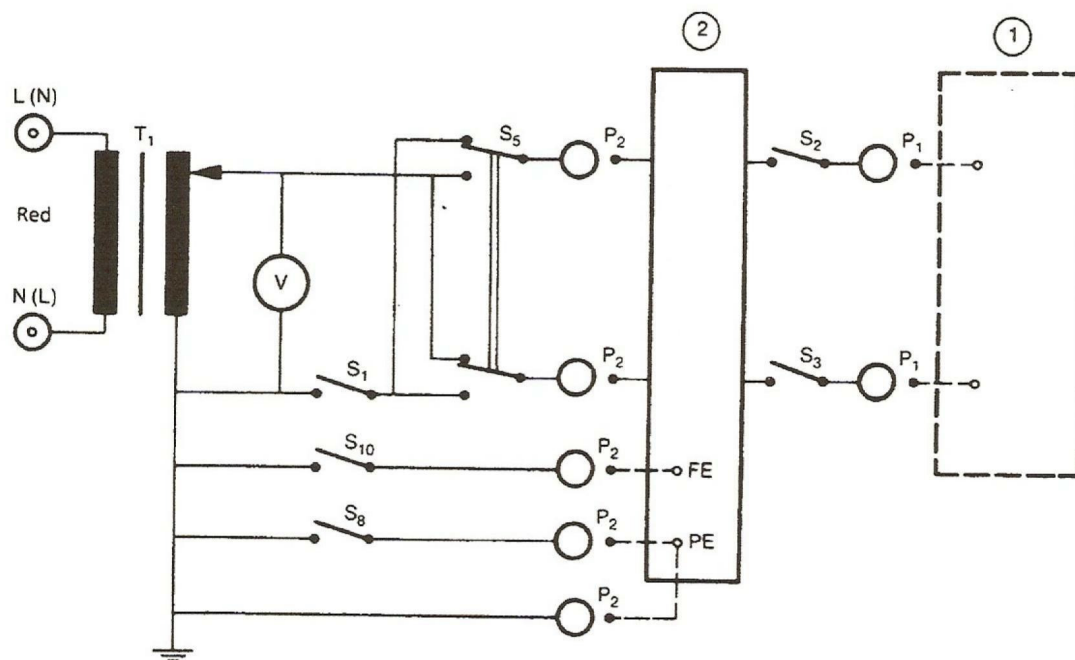 2
1
L (N)
T1
S5
P2
S2
P1
Red
V
N (L)
S1
P2
S3
P1
S10
P2
FE
S8
P2
PE
P2